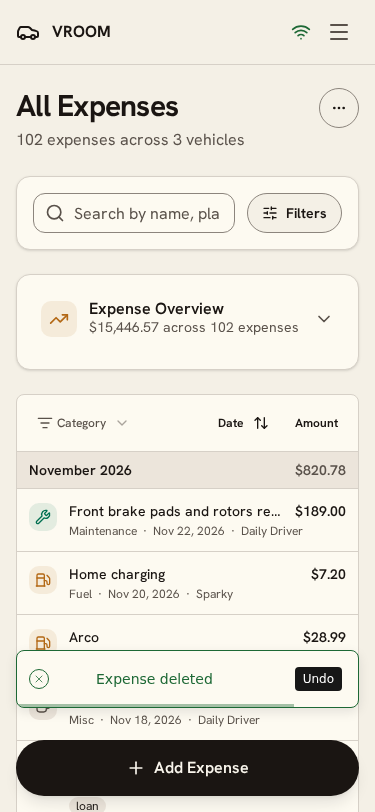 VROOM
All Expenses
102 expenses across 3 vehicles
Search by name, pla
Filters
Expense Overview
$15,446.57 across 102 expenses
Category
Date
Amount
November 2026
$820.78
Front brake pads and rotors re...
$189.00
Maintenance · Nov 22, 2026 · Daily Driver
Home charging
$7.20
Fuel · Nov 20, 2026 · Sparky
Arco
$28.99
Expense deleted
Undo
Misc · Nov 18, 2026 · Daily Driver
Add Expense
loan